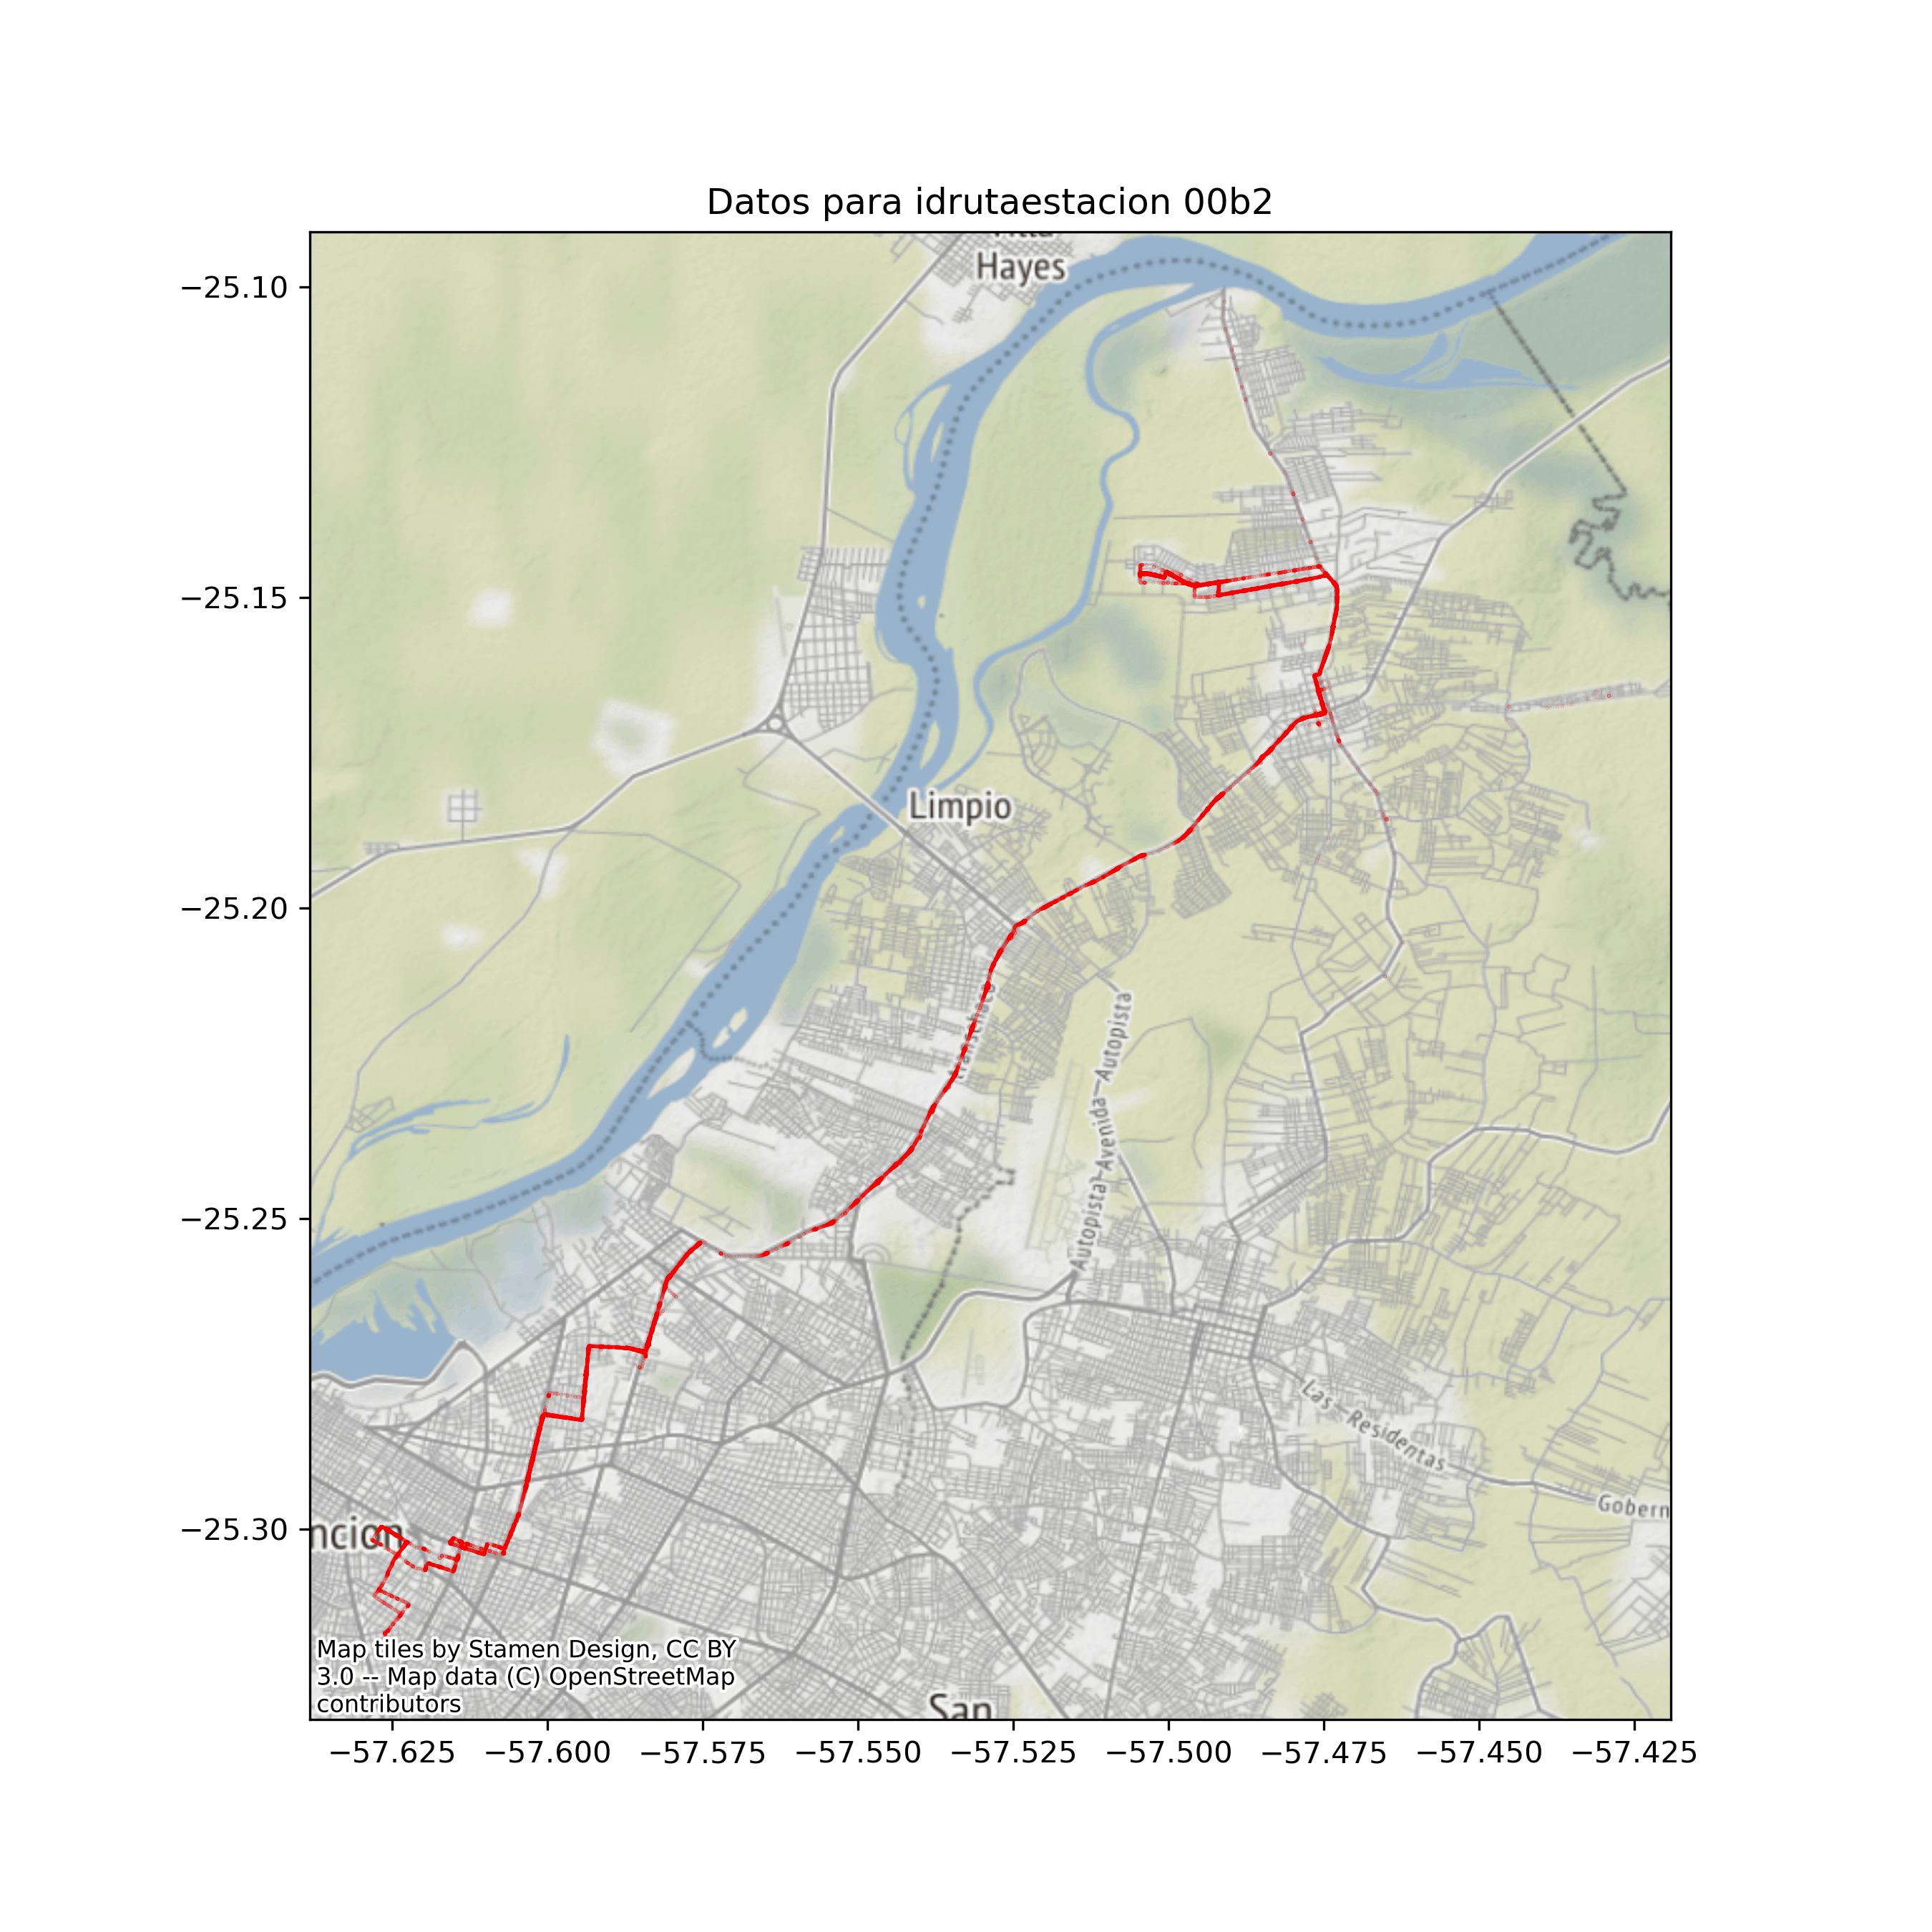 Datos para idrutaestacion 00b2
Hayes
−25.10
−25.15
Limpio
−25.20
Transchaco
Autopista-Avenida-Autopista
−25.25
Las Residentas
Gobern
−25.30
ncion
Map tiles by Stamen Design, CC BY
3.0 -- Map data (C) OpenStreetMap
contributors
San
−57.625 −57.600 −57.575 −57.550 −57.525 −57.500 −57.475 −57.450 −57.425